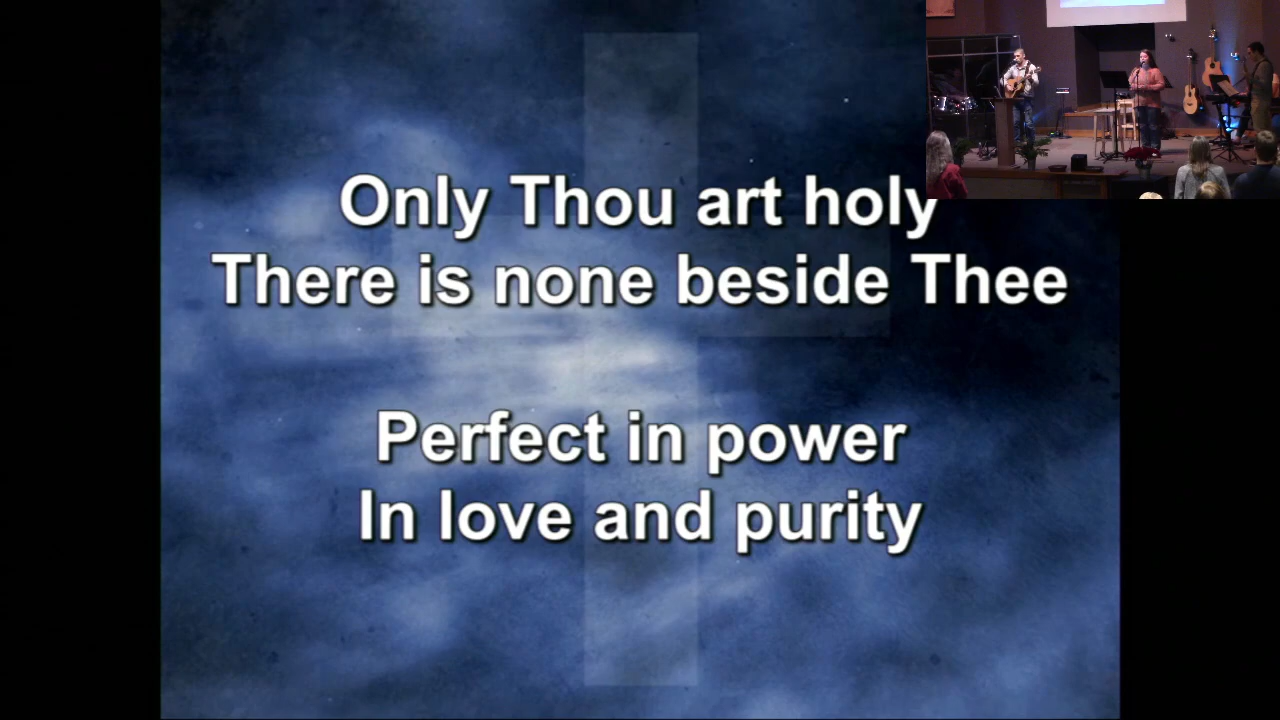 Only Thou art holy
There is none beside Thee
Perfect in power
In love and purity